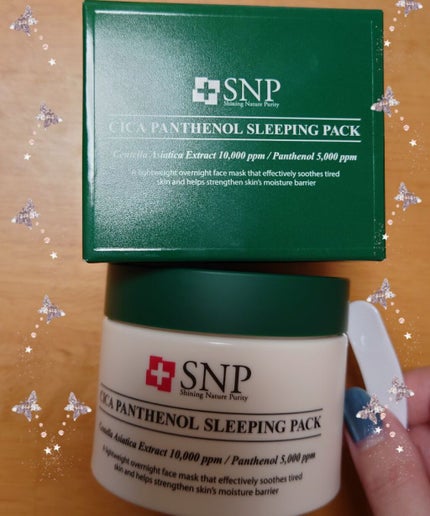 SNP
Shining Nature Purity
CICA PANTHENOL SLEEPING PACK
Centella Asiatica Extract 10,000 ppm / Panthenol 5,000 ppm
A lightweight overnight face mask that effectively soothes tired
skin and helps strengthen skin's moisture barrier
SNP
Shining Nature Purity
CICA PANTHENOL SLEEPING PACK
Centella Asiatica Extract 10,000 ppm / Panthenol 5,000 ppm
A lightweight overnight face mask that effectively soothes tired
skin and helps strengthen skin's moisture barrier